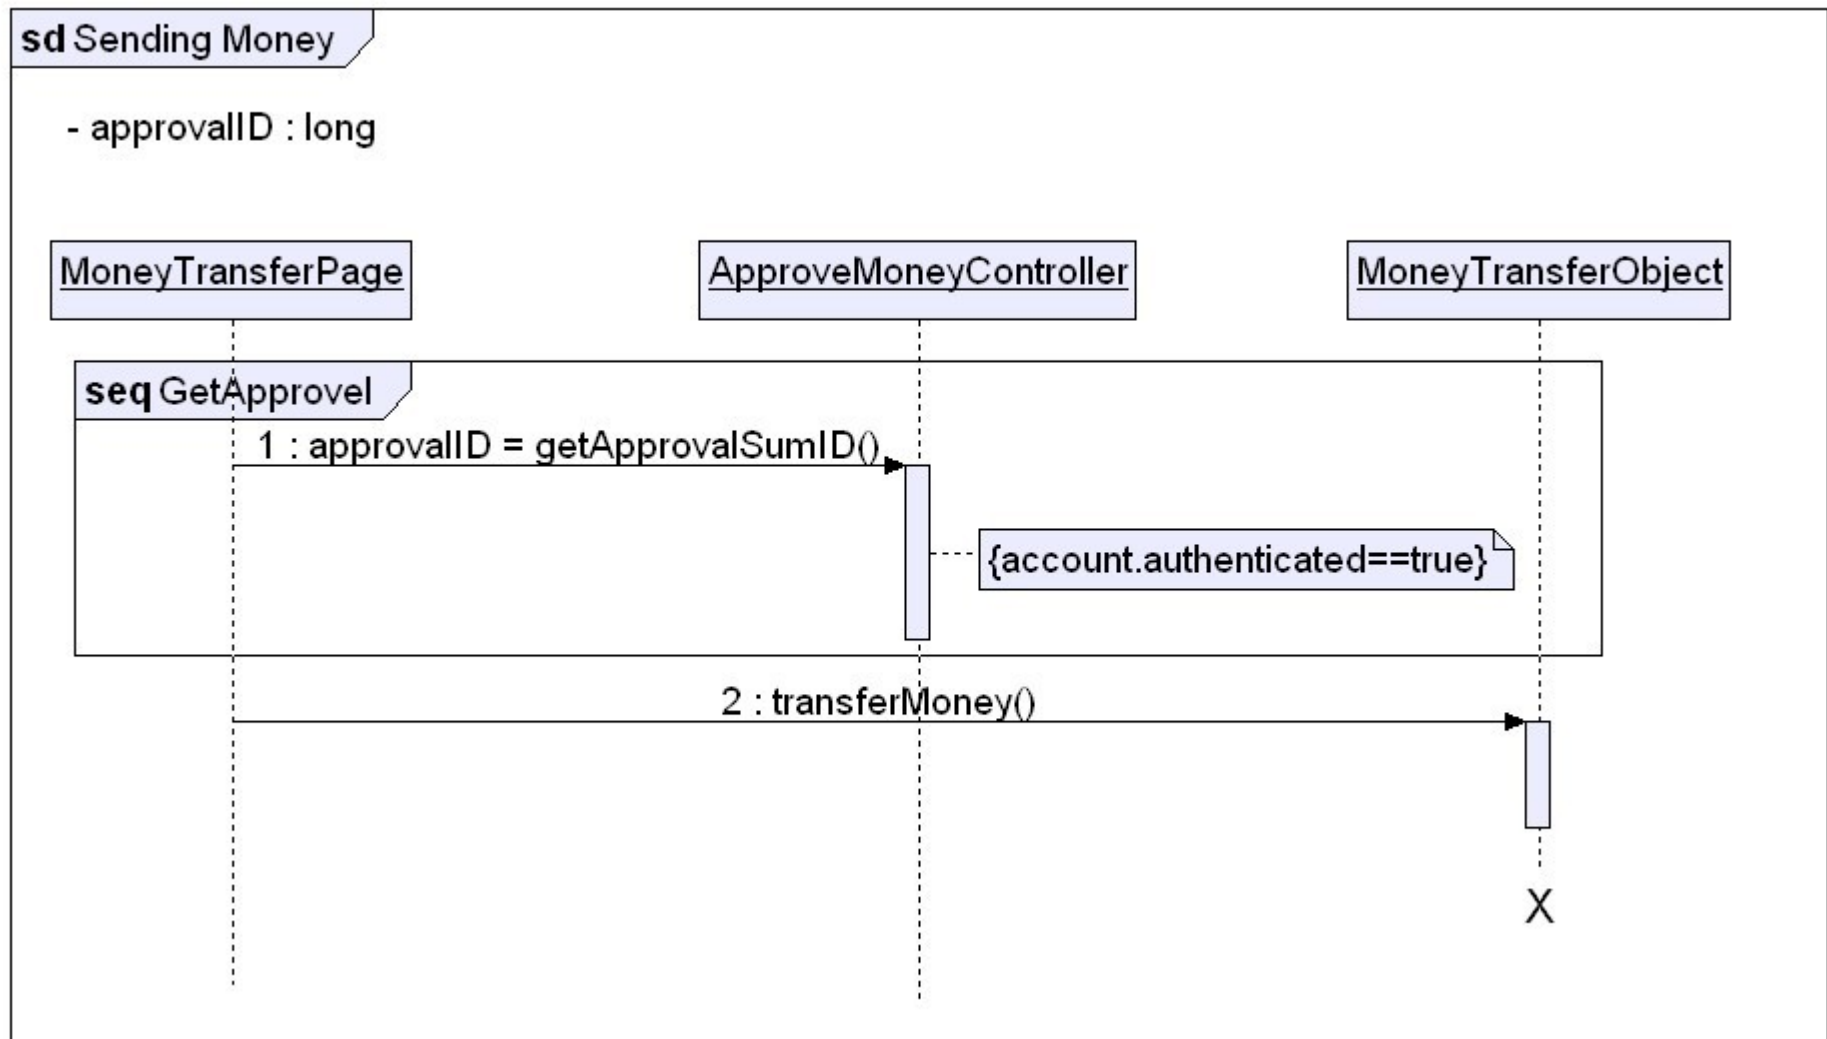 sd Sending Money
- approvalID : long
MoneyTransferPage
ApproveMoneyController
MoneyTransferObject
seq GetApprovel
1 : approvalID = getApprovalSumID()
{account.authenticated==true}
2 : transferMoney()
X